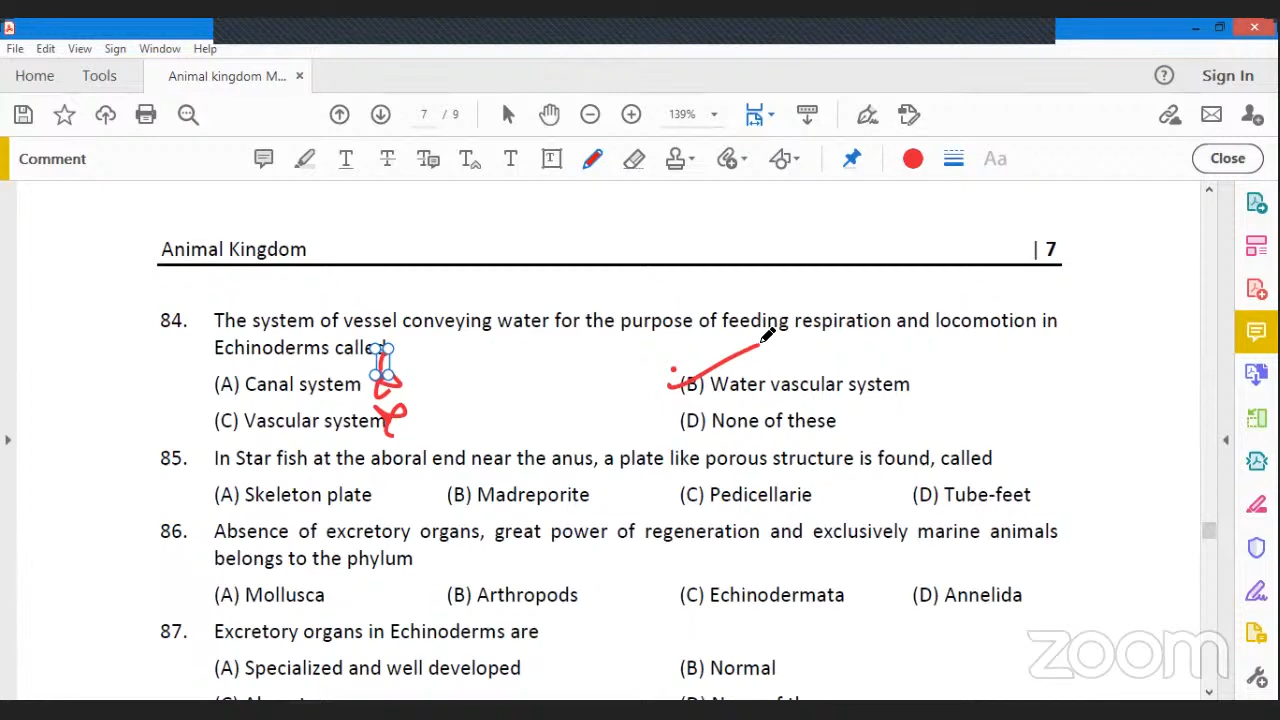 File Edit View Sign Window Help
Home Tools Animal kingdom M... × Sign In
7 / 9 139%
Comment Aa Close
Animal Kingdom | 7
84. The system of vessel conveying water for the purpose of feeding respiration and locomotion in
Echinoderms called
(A) Canal system (B) Water vascular system
(C) Vascular system (D) None of these
85. In Star fish at the aboral end near the anus, a plate like porous structure is found, called
(A) Skeleton plate (B) Madreporite (C) Pedicellarie (D) Tube-feet
86. Absence of excretory organs, great power of regeneration and exclusively marine animals
belongs to the phylum
(A) Mollusca (B) Arthropods (C) Echinodermata (D) Annelida
87. Excretory organs in Echinoderms are
(A) Specialized and well developed (B) Normal
zoom